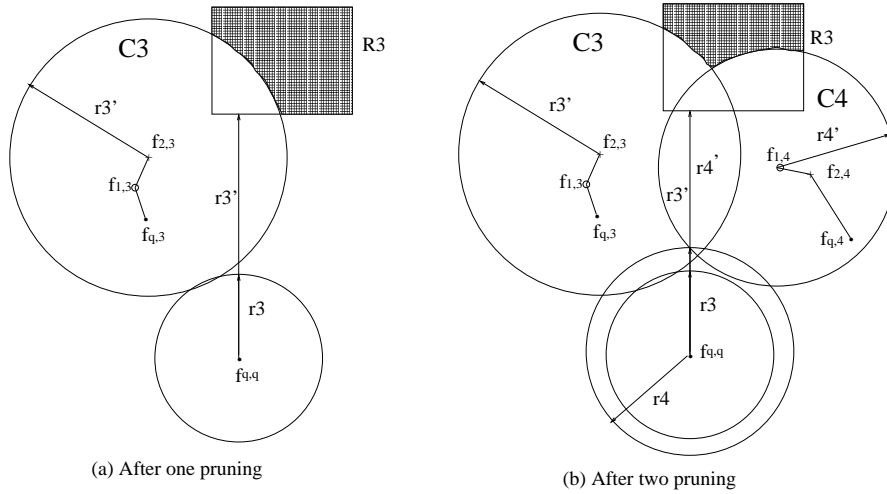 C3
R3
r3’
f2,3
f1,3
fq,3
r3’
r3
fq,q
(a) After one pruning
C3
R3
C4
r3’
r4’
f2,3
f1,3
fq,3
r4’
r3’
f1,4
f2,4
fq,4
r3
fq,q
r4
(b) After two pruning